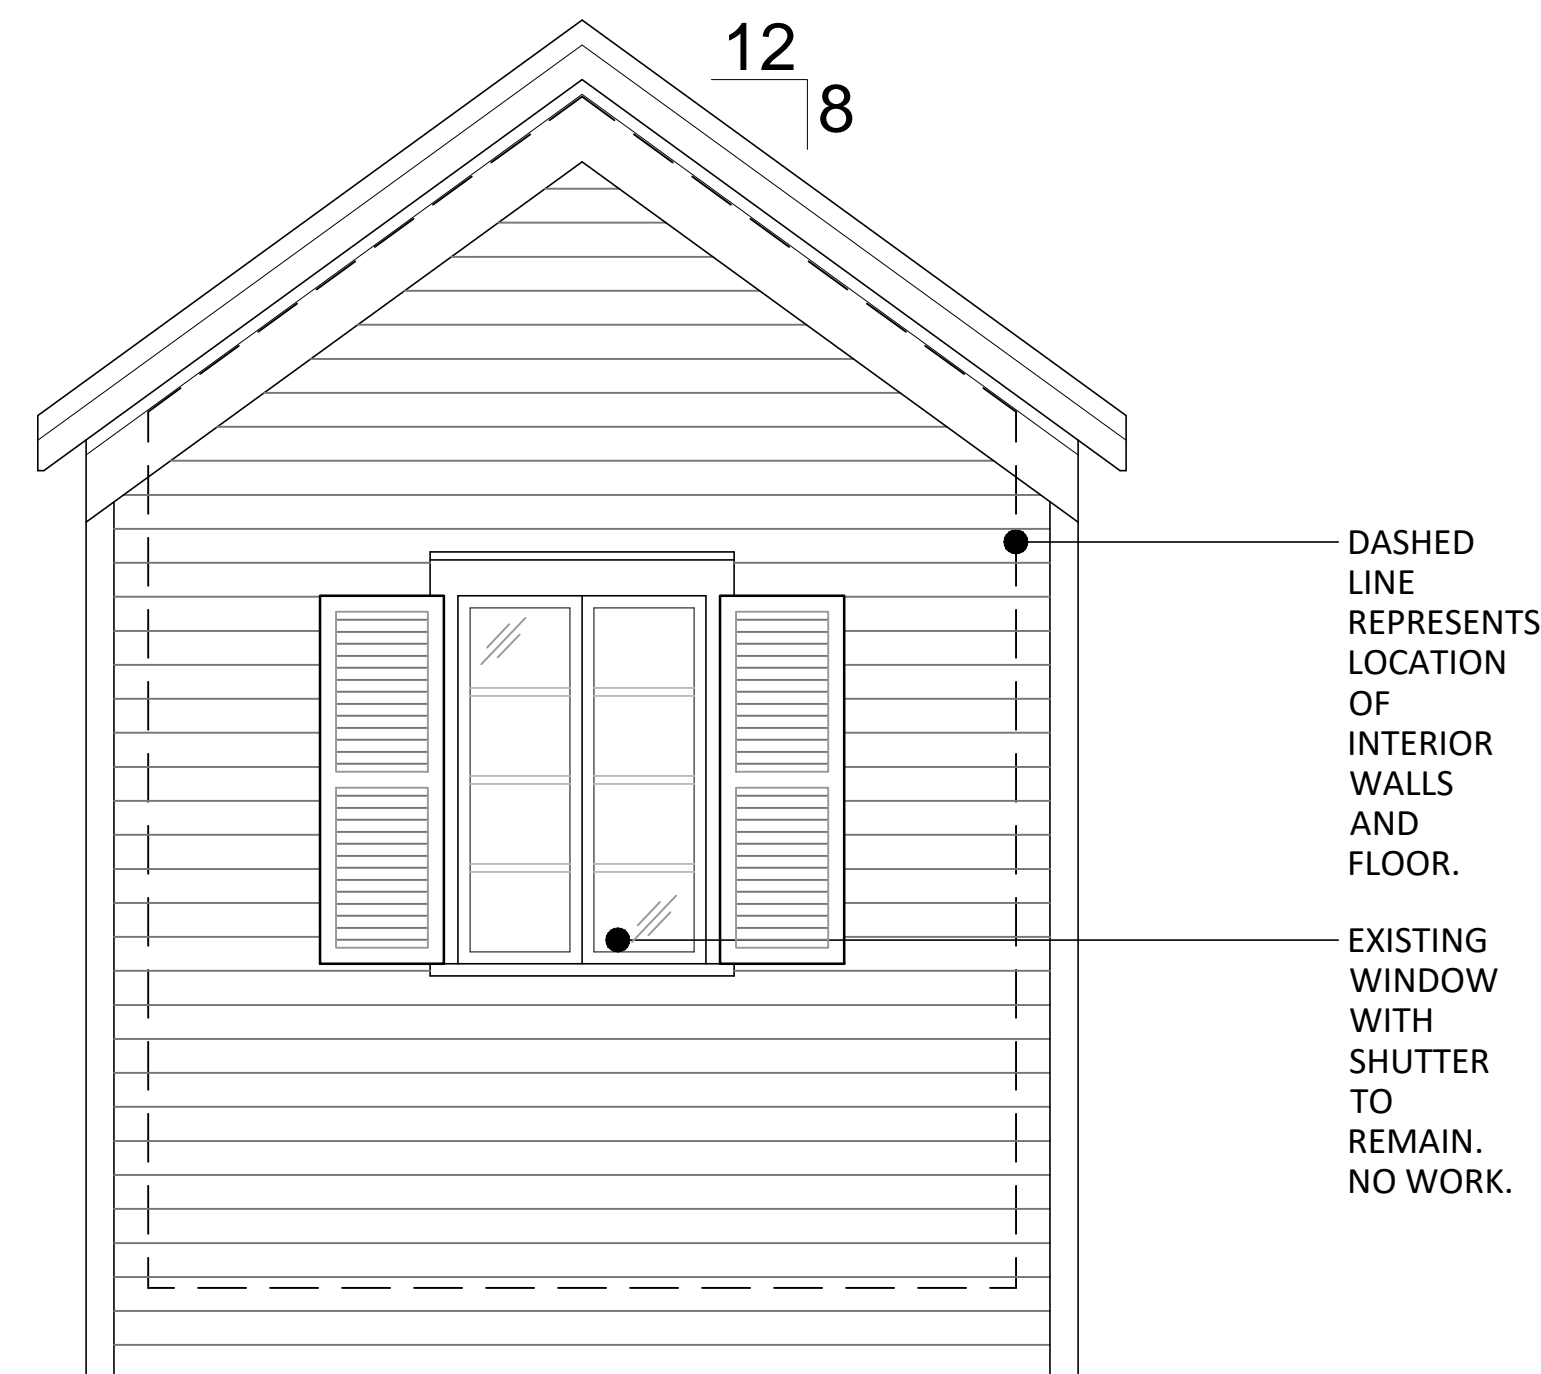 12
8
DASHED
LINE
REPRESENTS
LOCATION
OF
INTERIOR
WALLS
AND
FLOOR.
EXISTING
WINDOW
WITH
SHUTTER
TO
REMAIN.
NO WORK.